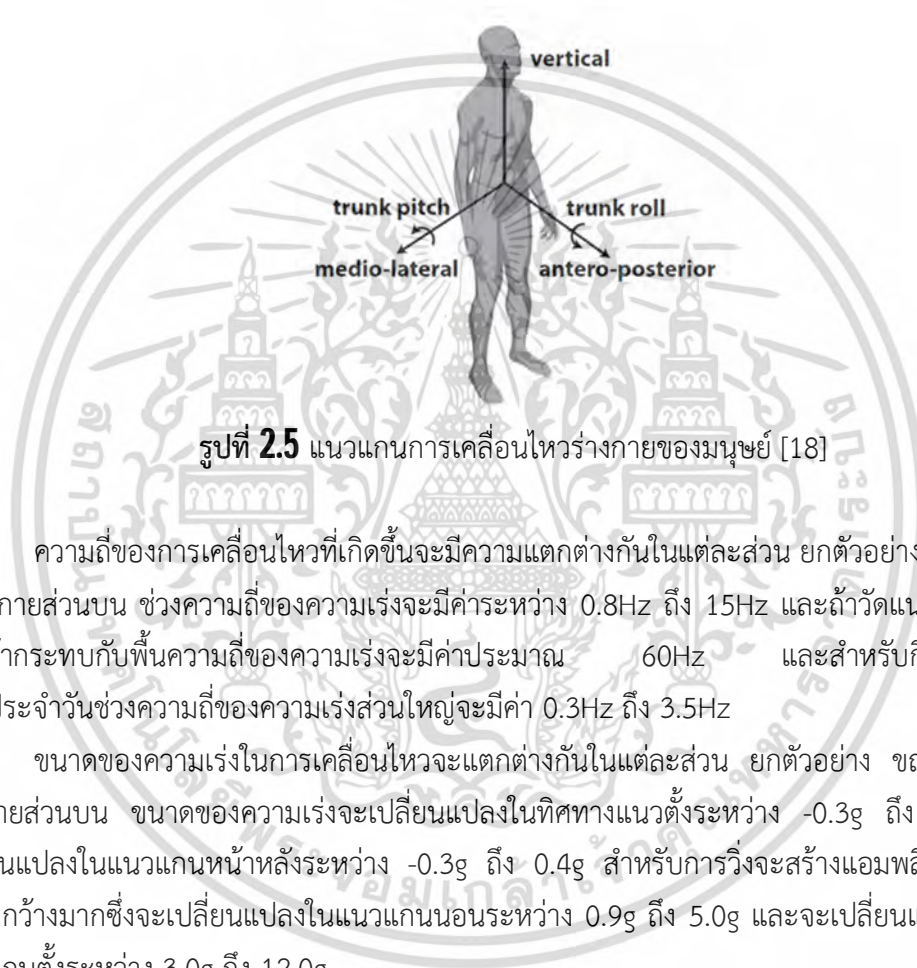 vertical
trunk pitch trunk roll
medio-lateral antero-posterior
รูปที่ 2.5 แนวแกนการเคลื่อนไหวร่างกายของมนุษย์ [18]
ความถี่ของการเคลื่อนไหวที่เกิดขึ้นจะมีความแตกต่างกันในแต่ละส่วน ยกตัวอย่าง
กายส่วนบน ช่วงความถี่ของความเร่งจะมีค่าระหว่าง 0.8Hz ถึง 15Hz และถ้าวัดแน
ากระทบกับพื้นความถี่ของความเร่งจะมีค่าประมาณ 60Hz และสำหรับกิ
ประจำวันช่วงความถี่ของความเร่งส่วนใหญ่จะมีค่า 0.3Hz ถึง 3.5Hz
ขนาดของความเร่งในการเคลื่อนไหวจะแตกต่างกันในแต่ละส่วน ยกตัวอย่าง ขณ
ายส่วนบน ขนาดของความเร่งจะเปลี่ยนแปลงในทิศทางแนวตั้งระหว่าง -0.3g ถึง
นแปลงในแนวแกนหน้าหลังระหว่าง -0.3g ถึง 0.4g สำหรับการวิ่งจะสร้างแอมพลิ
กว้างมากซึ่งจะเปลี่ยนแปลงในแนวแกนนอนระหว่าง 0.9g ถึง 5.0g และจะเปลี่ยนแ
กนตั้งระหว่าง 3.0g ถึง 12.0g